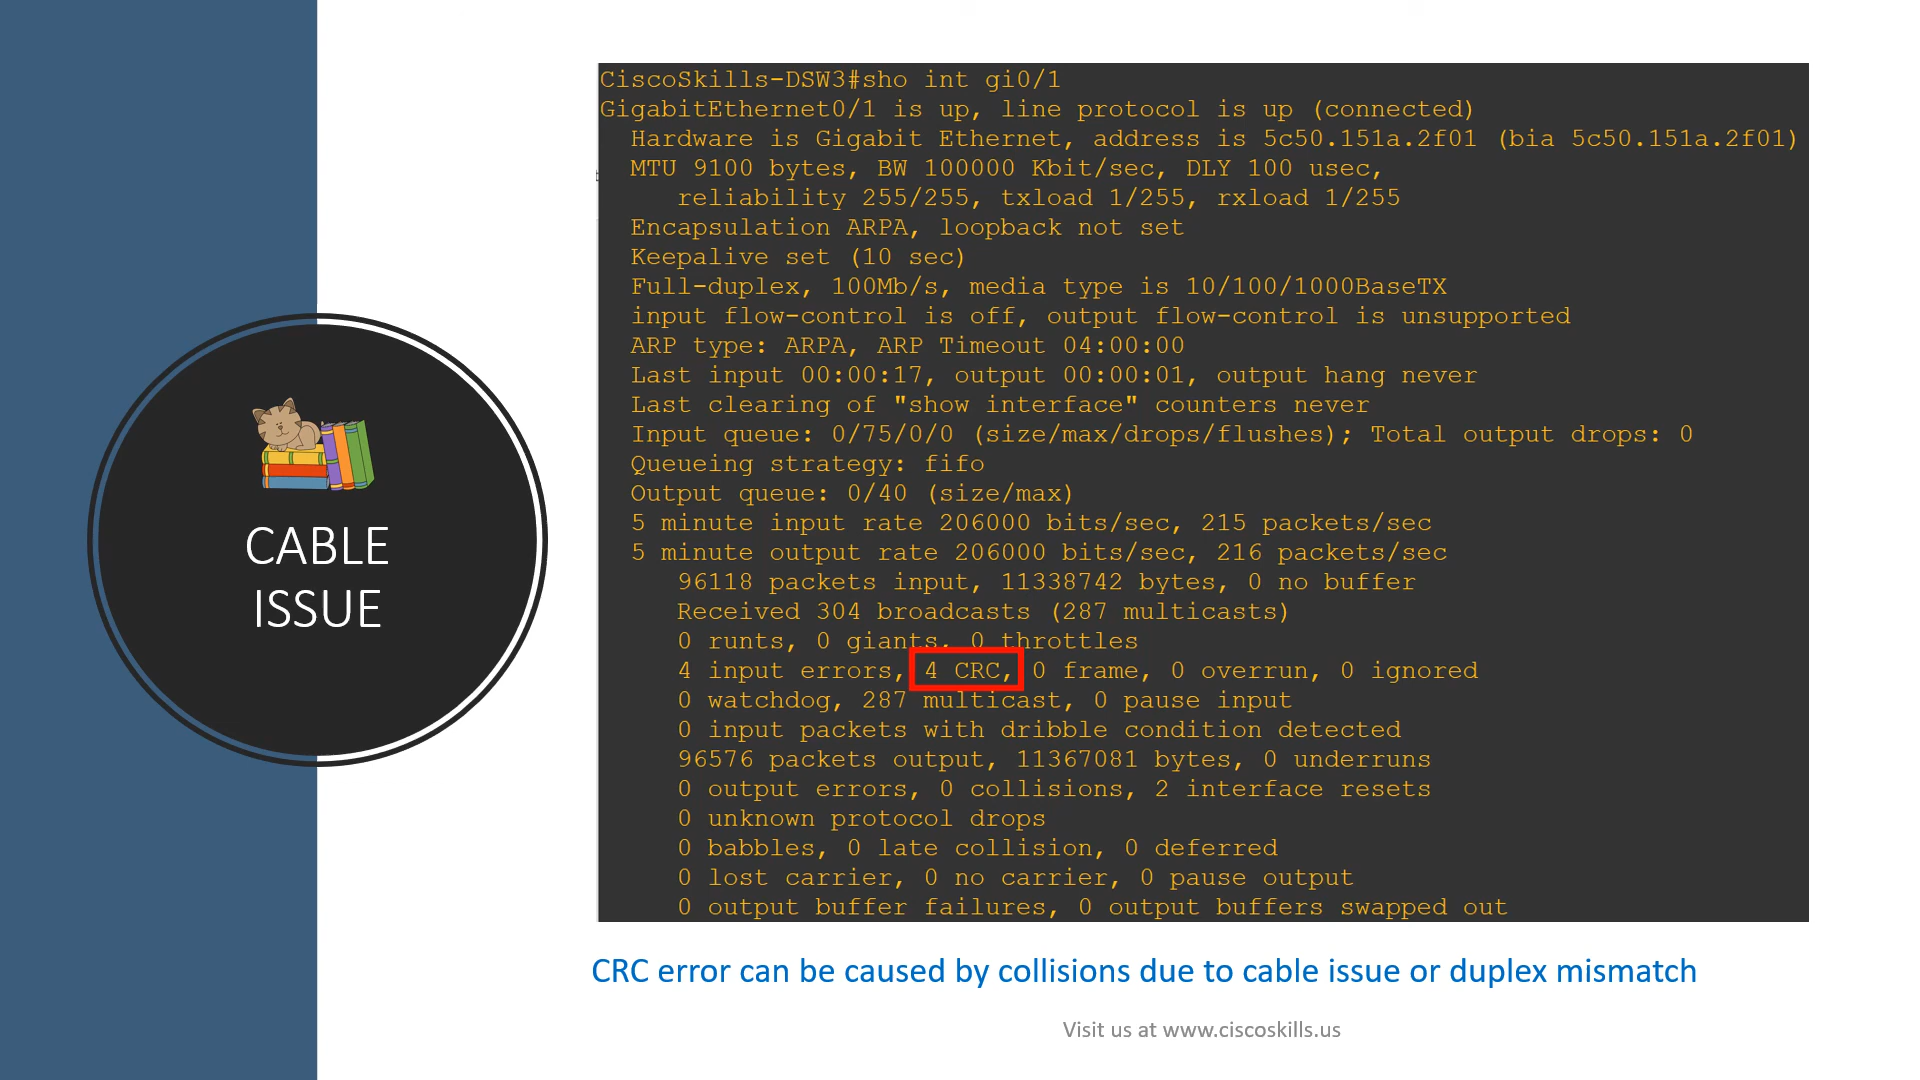 CABLE
ISSUE
CiscoSkills-DSW3#sho int gi0/1
GigabitEthernet0/1 is up, line protocol is up (connected)
Hardware is Gigabit Ethernet, address is 5c50.151a.2f01 (bia 5c50.151a.2f01)
MTU 9100 bytes, BW 100000 Kbit/sec, DLY 100 usec,
reliability 255/255, txload 1/255, rxload 1/255
Encapsulation ARPA, loopback not set
Keepalive set (10 sec)
Full-duplex, 100Mb/s, media type is 10/100/1000BaseTX
input flow-control is off, output flow-control is unsupported
ARP type: ARPA, ARP Timeout 04:00:00
Last input 00:00:17, output 00:00:01, output hang never
Last clearing of "show interface" counters never
Input queue: 0/75/0/0 (size/max/drops/flushes); Total output drops: 0
Queueing strategy: fifo
Output queue: 0/40 (size/max)
5 minute input rate 206000 bits/sec, 215 packets/sec
5 minute output rate 206000 bits/sec, 216 packets/sec
96118 packets input, 11338742 bytes, 0 no buffer
Received 304 broadcasts (287 multicasts)
0 runts, 0 giants, 0 throttles
4 input errors, 4 CRC, 0 frame, 0 overrun, 0 ignored
0 watchdog, 287 multicast, 0 pause input
0 input packets with dribble condition detected
96576 packets output, 11367081 bytes, 0 underruns
0 output errors, 0 collisions, 2 interface resets
0 unknown protocol drops
0 babbles, 0 late collision, 0 deferred
0 lost carrier, 0 no carrier, 0 pause output
0 output buffer failures, 0 output buffers swapped out
CRC error can be caused by collisions due to cable issue or duplex mismatch
Visit us at www.ciscoskills.us